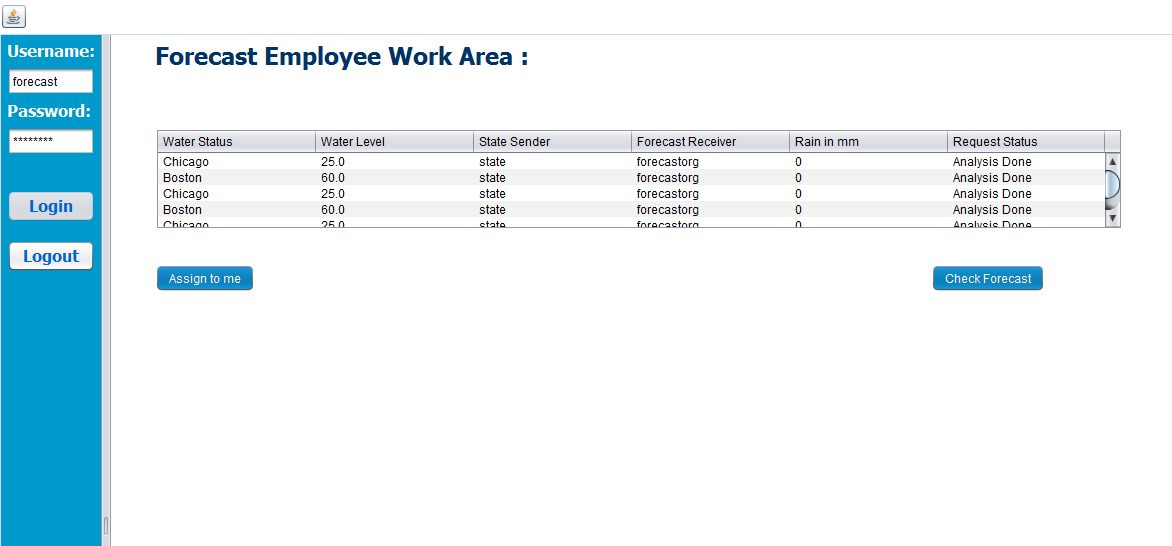 Username:
forecast
Password:
********
Login
Logout
Forecast Employee Work Area :
Water Status Water Level State Sender Forecast Receiver Rain in mm Request Status
Chicago 25.0 state forecastorg 0 Analysis Done
Boston 60.0 state forecastorg 0 Analysis Done
Chicago 25.0 state forecastorg 0 Analysis Done
Boston 60.0 state forecastorg 0 Analysis Done
Chicago 25.0 state forecastorg 0 Analysis Done
Assign to me Check Forecast